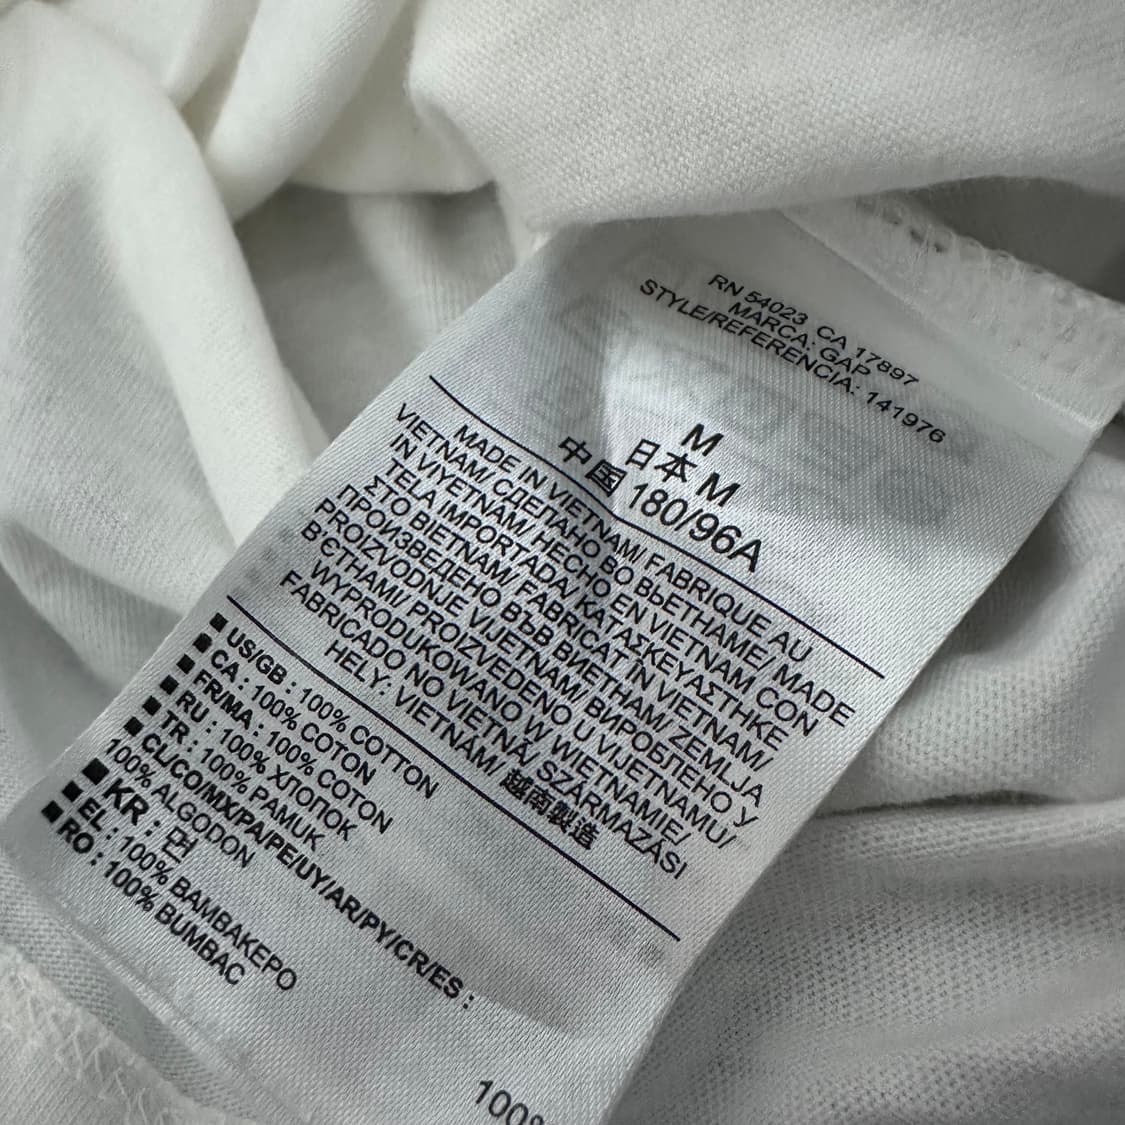 RN 54023 CA 17897
MARCA: GAP
STYLE/REFERENCIA: 141976
M
日本 M
中国 180/96A
MADE IN VIETNAM/ FABRIQUE AU
VIETNAM/ СДЕЛАНО ВО ВЬЕТНАМЕ/ MADE
IN VIYETNAM/ HECHO EN VIETNAM CON
TELA IMPORTADA/ ΚΑΤΑΣΚΕΥΑΣΤΗΚΕ
ΣΤΟ ΒΙΕΤΝΑΜ/ FABRICAT ÎN VIETNAM/
ПРОИЗВЕДЕНО ВЪВ ВИЕТНАМ/ ZEMLJA
PROIZVODNJE VIJETNAM/ ВИРОБЛЕНО У
В'ЄТНАМІ/ PROIZVEDENO U VIJETNAMU/
WYPRODUKOWANO W WIETNAMIE/
FABRICADO NO VIETNÃ/ SZÁRMAZÁSI
HELY: VIETNÁM/ 越南製造
■ US/GB : 100% COTTON
■ CA : 100% COTON
■ FR/MA : 100% COTON
■ RU : 100% ХЛОПОК
■ TR : 100% PAMUK
■ CL/CO/MX/PA/PE/UY/AR/PY/CR/ES :
100% ALGODON
■ KR : 면
■ EL : 100% ΒΑΜΒΑΚΕΡΟ
■ RO : 100% BUMBAC
100%